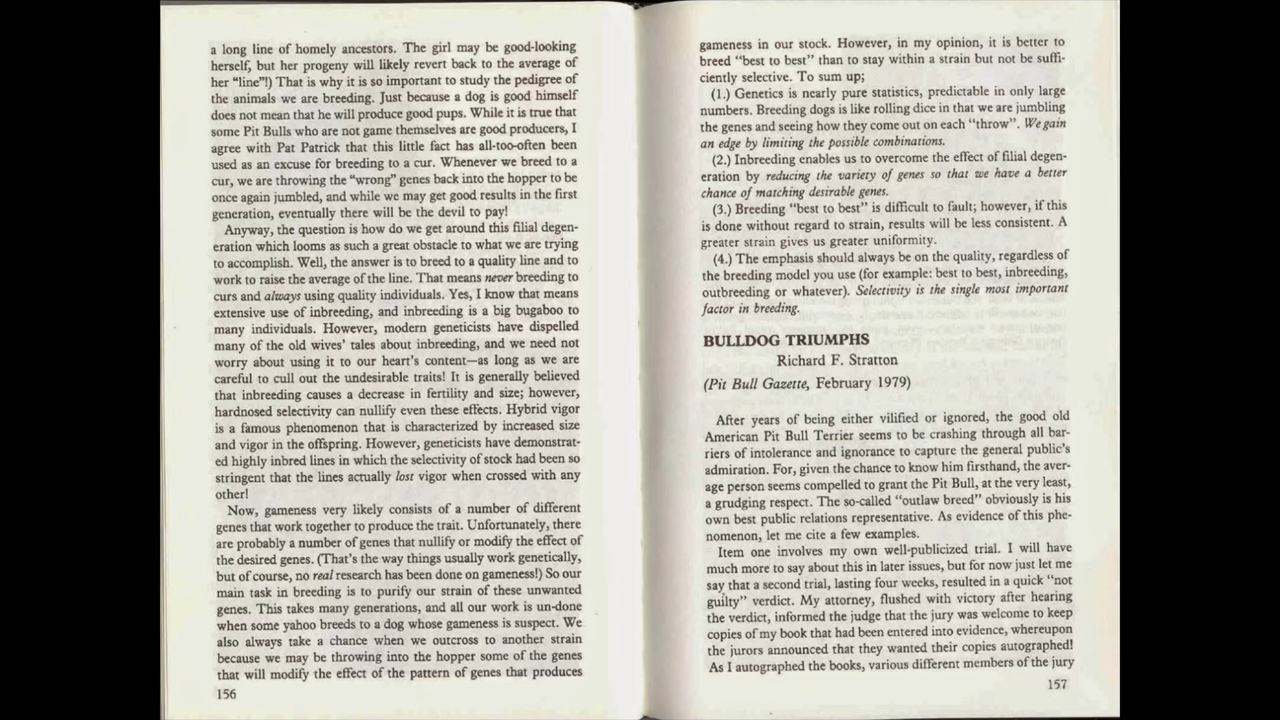 a long line of homely ancestors. The girl may be good-looking
herself, but her progeny will likely revert back to the average of
her "line"!) That is why it is so important to study the pedigree of
the animals we are breeding. Just because a dog is good himself
does not mean that he will produce good pups. While it is true that
some Pit Bulls who are not game themselves are good producers, I
agree with Pat Patrick that this little fact has all-too-often been
used as an excuse for breeding to a cur. Whenever we breed to a
cur, we are throwing the "wrong" genes back into the hopper to be
once again jumbled, and while we may get good results in the first
generation, eventually there will be the devil to pay!
Anyway, the question is how do we get around this filial degen-
eration which looms as such a great obstacle to what we are trying
to accomplish. Well, the answer is to breed to a quality line and to
work to raise the average of the line. That means never breeding to
curs and always using quality individuals. Yes, I know that means
extensive use of inbreeding, and inbreeding is a big bugaboo to
many individuals. However, modern geneticists have dispelled
many of the old wives' tales about inbreeding, and we need not
worry about using it to our heart's content—as long as we are
careful to cull out the undesirable traits! It is generally believed
that inbreeding causes a decrease in fertility and size; however,
hardnosed selectivity can nullify even these effects. Hybrid vigor
is a famous phenomenon that is characterized by increased size
and vigor in the offspring. However, geneticists have demonstrat-
ed highly inbred lines in which the selectivity of stock had been so
stringent that the lines actually lost vigor when crossed with any
other!
Now, gameness very likely consists of a number of different
genes that work together to produce the trait. Unfortunately, there
are probably a number of genes that nullify or modify the effect of
the desired genes. (That's the way things usually work genetically,
but of course, no real research has been done on gameness!) So our
main task in breeding is to purify our strain of these unwanted
genes. This takes many generations, and all our work is un-done
when some yahoo breeds to a dog whose gameness is suspect. We
also always take a chance when we outcross to another strain
because we may be throwing into the hopper some of the genes
that will modify the effect of the pattern of genes that produces
156
gameness in our stock. However, in my opinion, it is better to
breed "best to best" than to stay within a strain but not be suffi-
ciently selective. To sum up;
(1.) Genetics is nearly pure statistics, predictable in only large
numbers. Breeding dogs is like rolling dice in that we are jumbling
the genes and seeing how they come out on each "throw". We gain
an edge by limiting the possible combinations.
(2.) Inbreeding enables us to overcome the effect of filial degen-
eration by reducing the variety of genes so that we have a better
chance of matching desirable genes.
(3.) Breeding "best to best" is difficult to fault; however, if this
is done without regard to strain, results will be less consistent. A
greater strain gives us greater uniformity.
(4.) The emphasis should always be on the quality, regardless of
the breeding model you use (for example: best to best, inbreeding,
outbreeding or whatever). Selectivity is the single most important
factor in breeding.
BULLDOG TRIUMPHS
Richard F. Stratton
(Pit Bull Gazette, February 1979)
After years of being either vilified or ignored, the good old
American Pit Bull Terrier seems to be crashing through all bar-
riers of intolerance and ignorance to capture the general public's
admiration. For, given the chance to know him firsthand, the aver-
age person seems compelled to grant the Pit Bull, at the very least,
a grudging respect. The so-called "outlaw breed" obviously is his
own best public relations representative. As evidence of this phe-
nomenon, let me cite a few examples.
Item one involves my own well-publicized trial. I will have
much more to say about this in later issues, but for now just let me
say that a second trial, lasting four weeks, resulted in a quick "not
guilty" verdict. My attorney, flushed with victory after hearing
the verdict, informed the judge that the jury was welcome to keep
copies of my book that had been entered into evidence, whereupon
the jurors announced that they wanted their copies autographed!
As I autographed the books, various different members of the jury
157